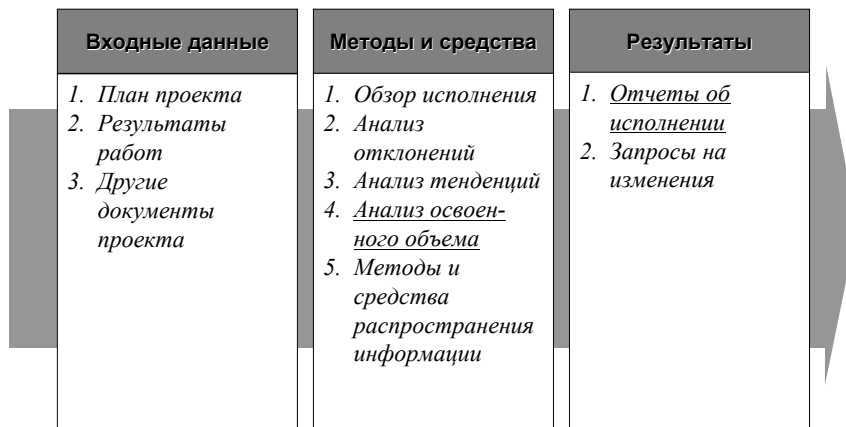 Входные данные
1. План проекта
2. Результаты
работ
3. Другие
документы
проекта
Методы и средства
1. Обзор исполнения
2. Анализ
отклонений
3. Анализ тенденций
4. Анализ освоен-
ного объема
5. Методы и
средства
распространения
информации
Результаты
1. Отчеты об
исполнении
2. Запросы на
изменения